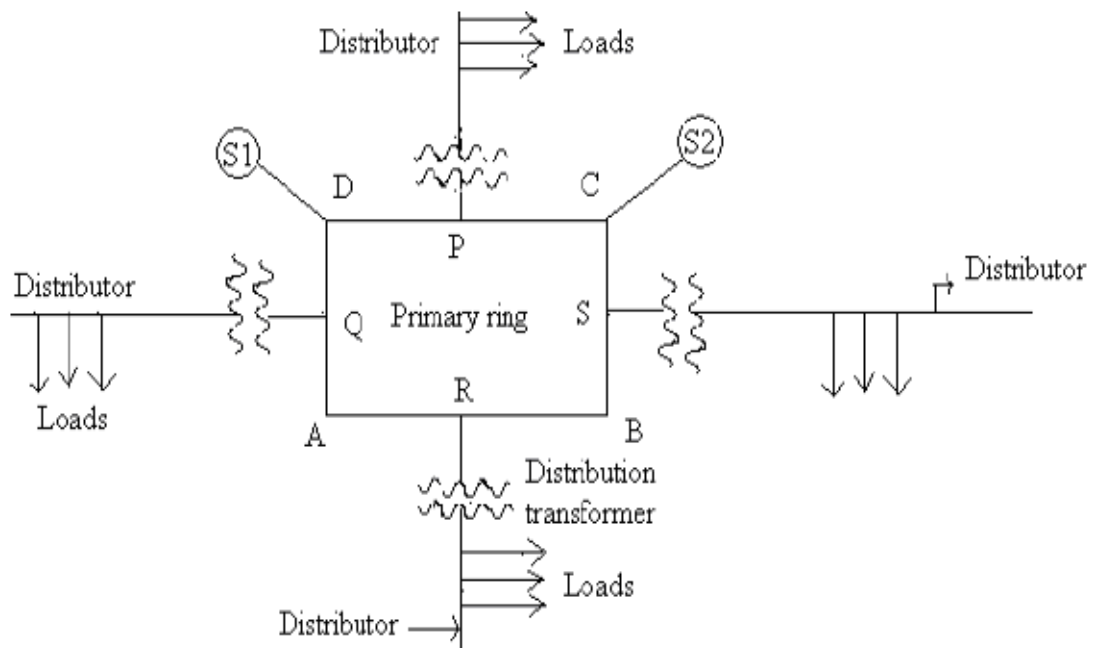 Distributor
Loads
S1
S2
D
C
P
Distributor
Distributor
Q
Primary ring
S
R
Loads
A
B
Distribution
transformer
Loads
Distributor